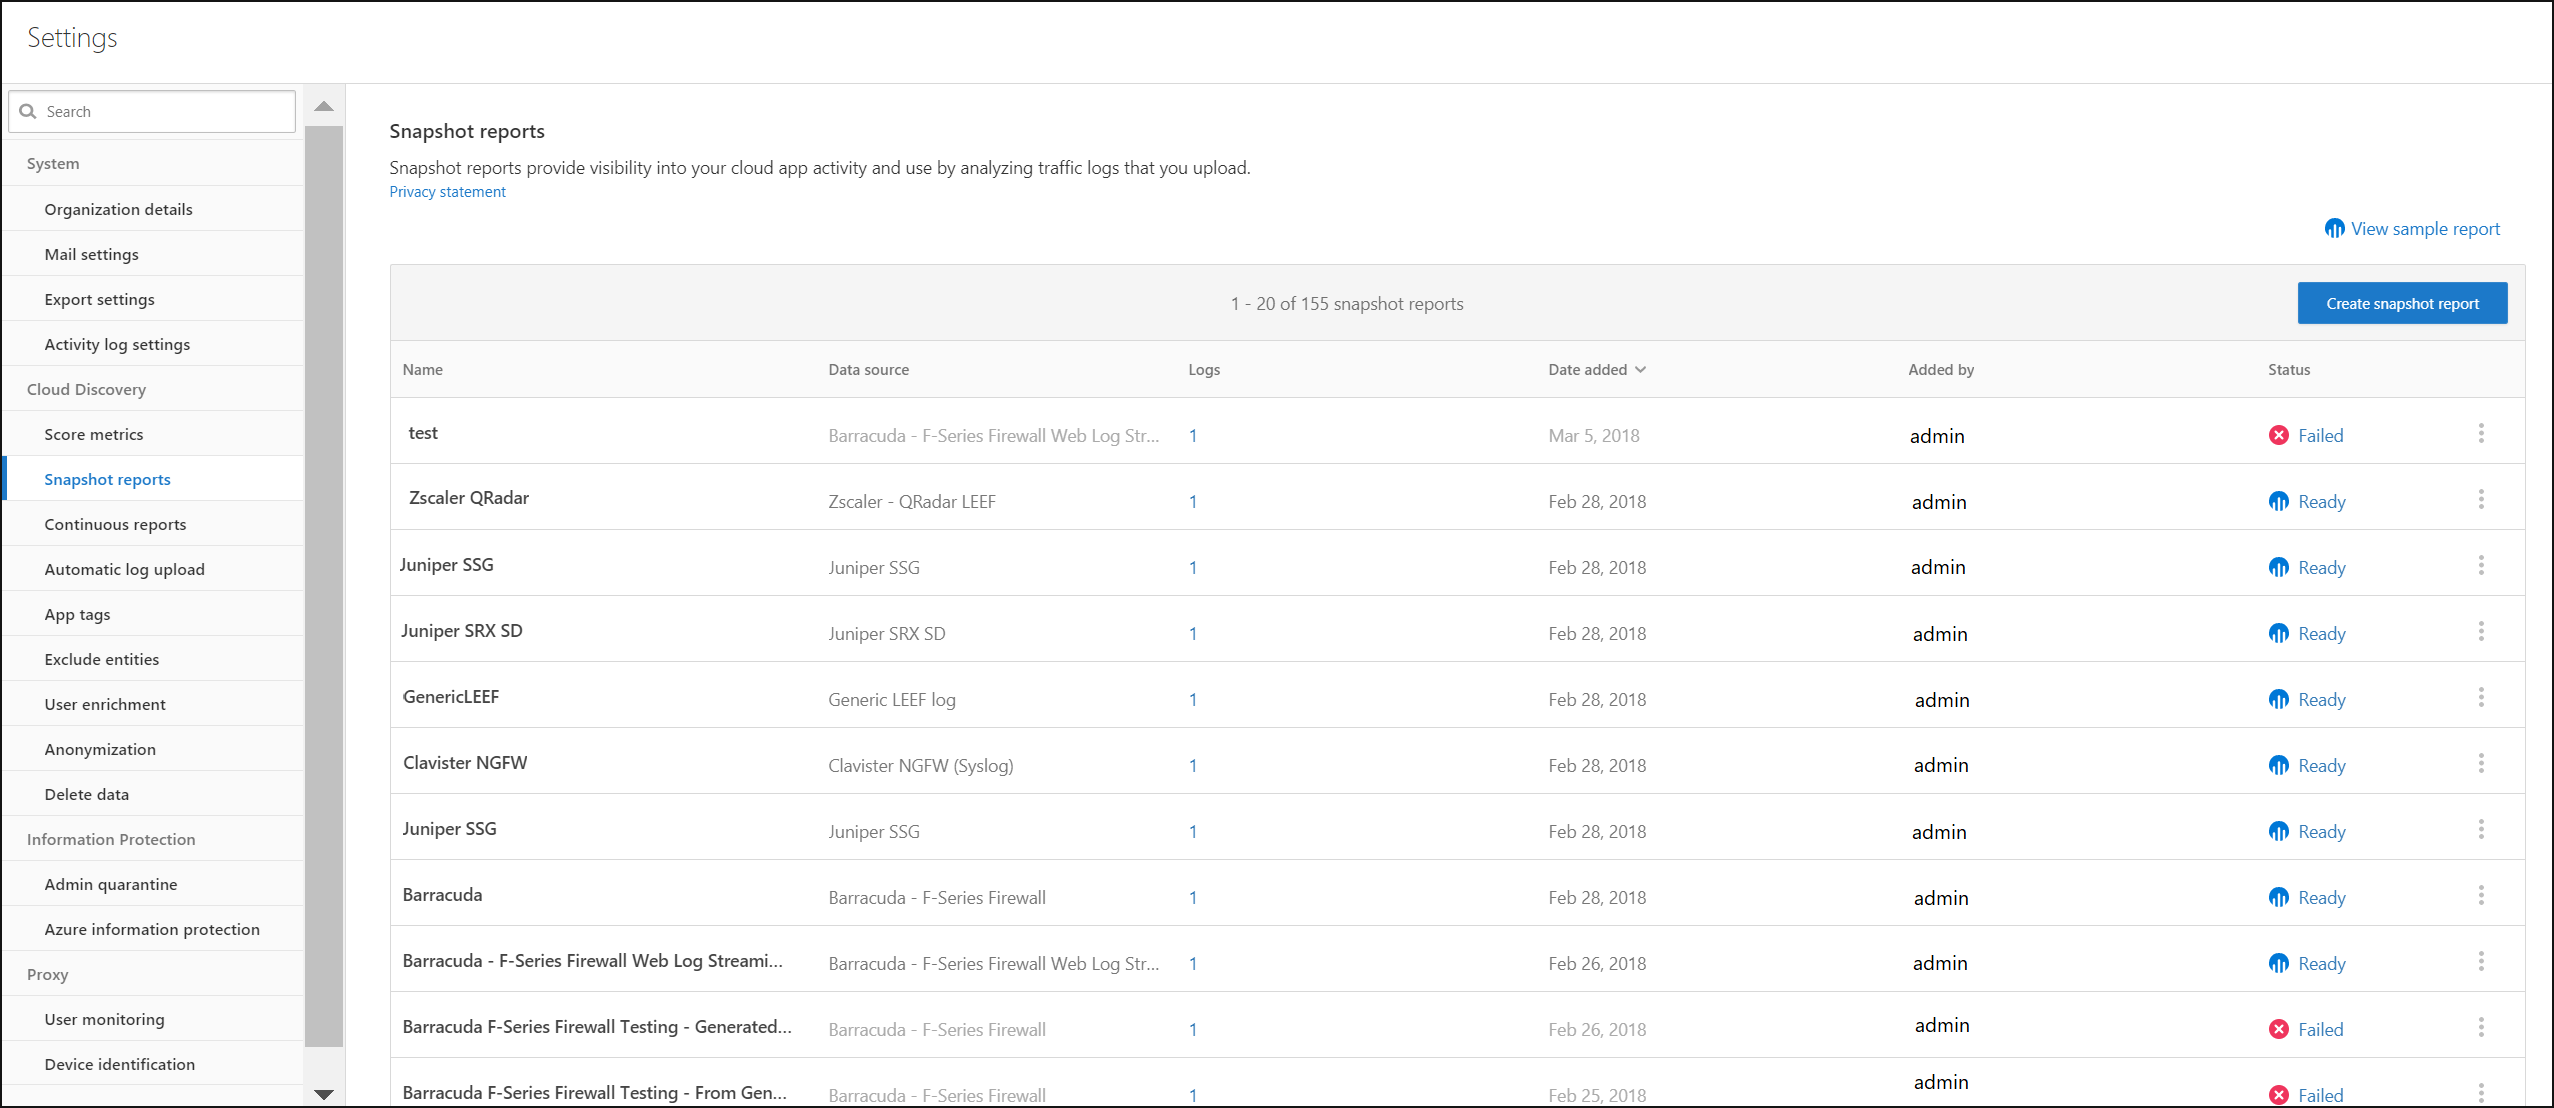 Settings
Search
System
Organization details
Mail settings
Export settings
Activity log settings
Cloud Discovery
Score metrics
Snapshot reports
Continuous reports
Automatic log upload
App tags
Exclude entities
User enrichment
Anonymization
Delete data
Information Protection
Admin quarantine
Azure information protection
Proxy
User monitoring
Device identification
Snapshot reports
Snapshot reports provide visibility into your cloud app activity and use by analyzing traffic logs that you upload.
Privacy statement
View sample report
1 - 20 of 155 snapshot reports Create snapshot report
Name Data source Logs Date added Added by Status
test Barracuda - F-Series Firewall Web Log Str... 1 Mar 5, 2018 admin Failed
Zscaler QRadar Zscaler - QRadar LEEF 1 Feb 28, 2018 admin Ready
Juniper SSG Juniper SSG 1 Feb 28, 2018 admin Ready
Juniper SRX SD Juniper SRX SD 1 Feb 28, 2018 admin Ready
GenericLEEF Generic LEEF log 1 Feb 28, 2018 admin Ready
Clavister NGFW Clavister NGFW (Syslog) 1 Feb 28, 2018 admin Ready
Juniper SSG Juniper SSG 1 Feb 28, 2018 admin Ready
Barracuda Barracuda - F-Series Firewall 1 Feb 28, 2018 admin Ready
Barracuda - F-Series Firewall Web Log Streami... Barracuda - F-Series Firewall Web Log Str... 1 Feb 26, 2018 admin Ready
Barracuda F-Series Firewall Testing - Generated... Barracuda - F-Series Firewall 1 Feb 26, 2018 admin Failed
Barracuda F-Series Firewall Testing - From Gen... Barracuda - F-Series Firewall 1 Feb 25, 2018 admin Failed